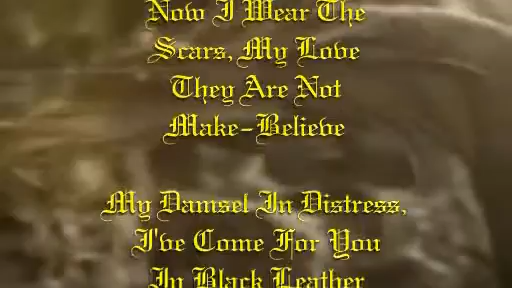 Now I Wear The
Scars, My Love
They Are Not
Make-Believe
My Damsel In Distress,
I've Come For You
In Black Leather